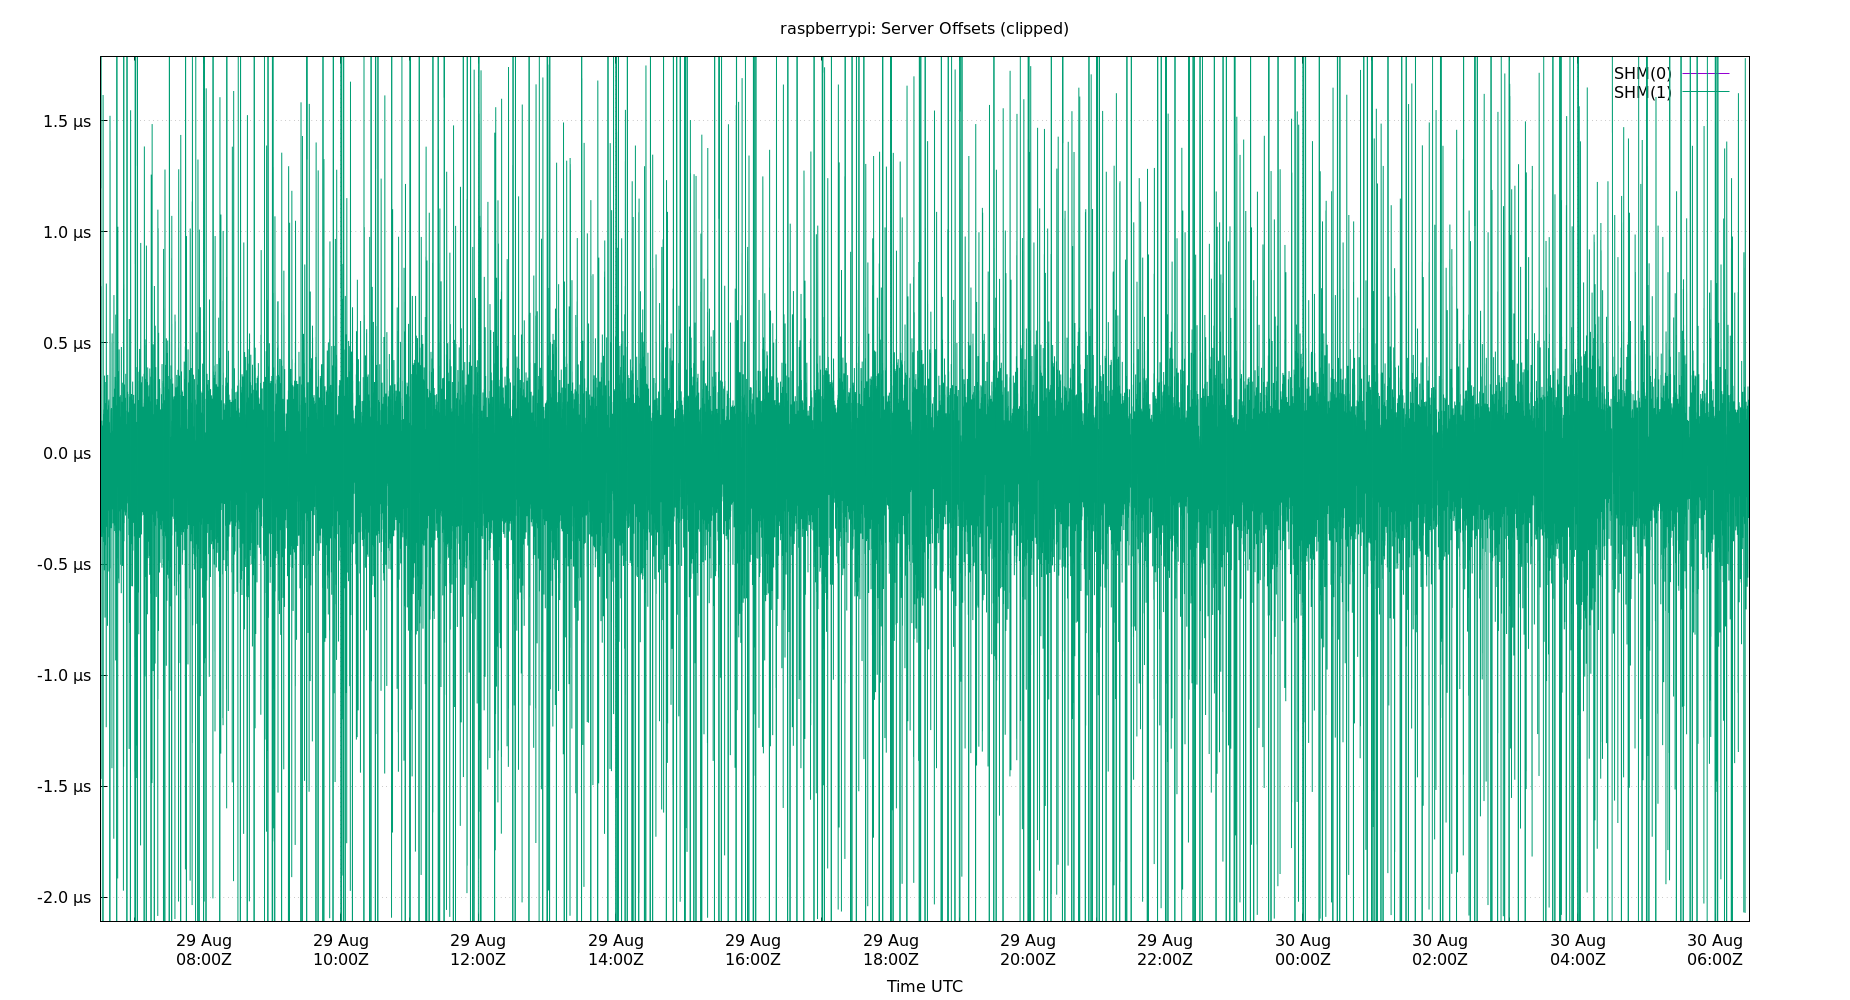 raspberrypi: Server Offsets (clipped)
SHM(0)
SHM(1)
1.5 µs
1.0 µs
0.5 µs
0.0 µs
-0.5 µs
-1.0 µs
-1.5 µs
-2.0 µs
29 Aug 29 Aug 29 Aug 29 Aug 29 Aug 29 Aug 29 Aug 29 Aug 30 Aug 30 Aug 30 Aug 30 Aug
08:00Z 10:00Z 12:00Z 14:00Z 16:00Z 18:00Z 20:00Z 22:00Z 00:00Z 02:00Z 04:00Z 06:00Z
Time UTC